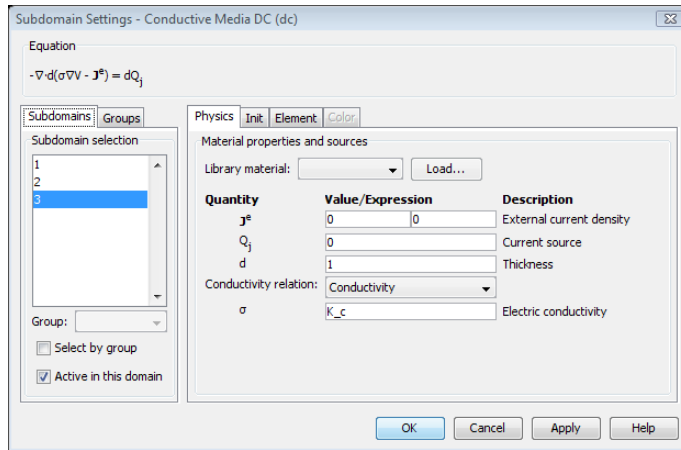 Subdomain Settings - Conductive Media DC (dc)
Equation
-∇·d(σ∇V - Jᵉ) = dQⱼ
Subdomains Groups
Subdomain selection
1
2
3
Group:
Select by group
Active in this domain
Physics Init Element Color
Material properties and sources
Library material: Load...
Quantity Value/Expression Description
Jᵉ 0 0 External current density
Qⱼ 0 Current source
d 1 Thickness
Conductivity relation: Conductivity
σ K_c Electric conductivity
OK Cancel Apply Help